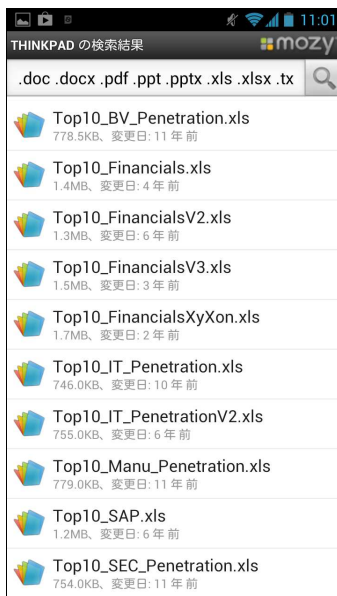 11:01
THINKPAD の検索結果 mozy
.doc .docx .pdf .ppt .pptx .xls .xlsx .tx
Top10_BV_Penetration.xls
778.5KB、変更日: 11 年 前
Top10_Financials.xls
1.4MB、変更日: 4 年 前
Top10_FinancialsV2.xls
1.3MB、変更日: 6 年 前
Top10_FinancialsV3.xls
1.5MB、変更日: 3 年 前
Top10_FinancialsXyXon.xls
1.7MB、変更日: 2 年 前
Top10_IT_Penetration.xls
746.0KB、変更日: 10 年 前
Top10_IT_PenetrationV2.xls
755.0KB、変更日: 6 年 前
Top10_Manu_Penetration.xls
779.0KB、変更日: 11 年 前
Top10_SAP.xls
1.2MB、変更日: 6 年 前
Top10_SEC_Penetration.xls
754.0KB、変更日: 11 年 前